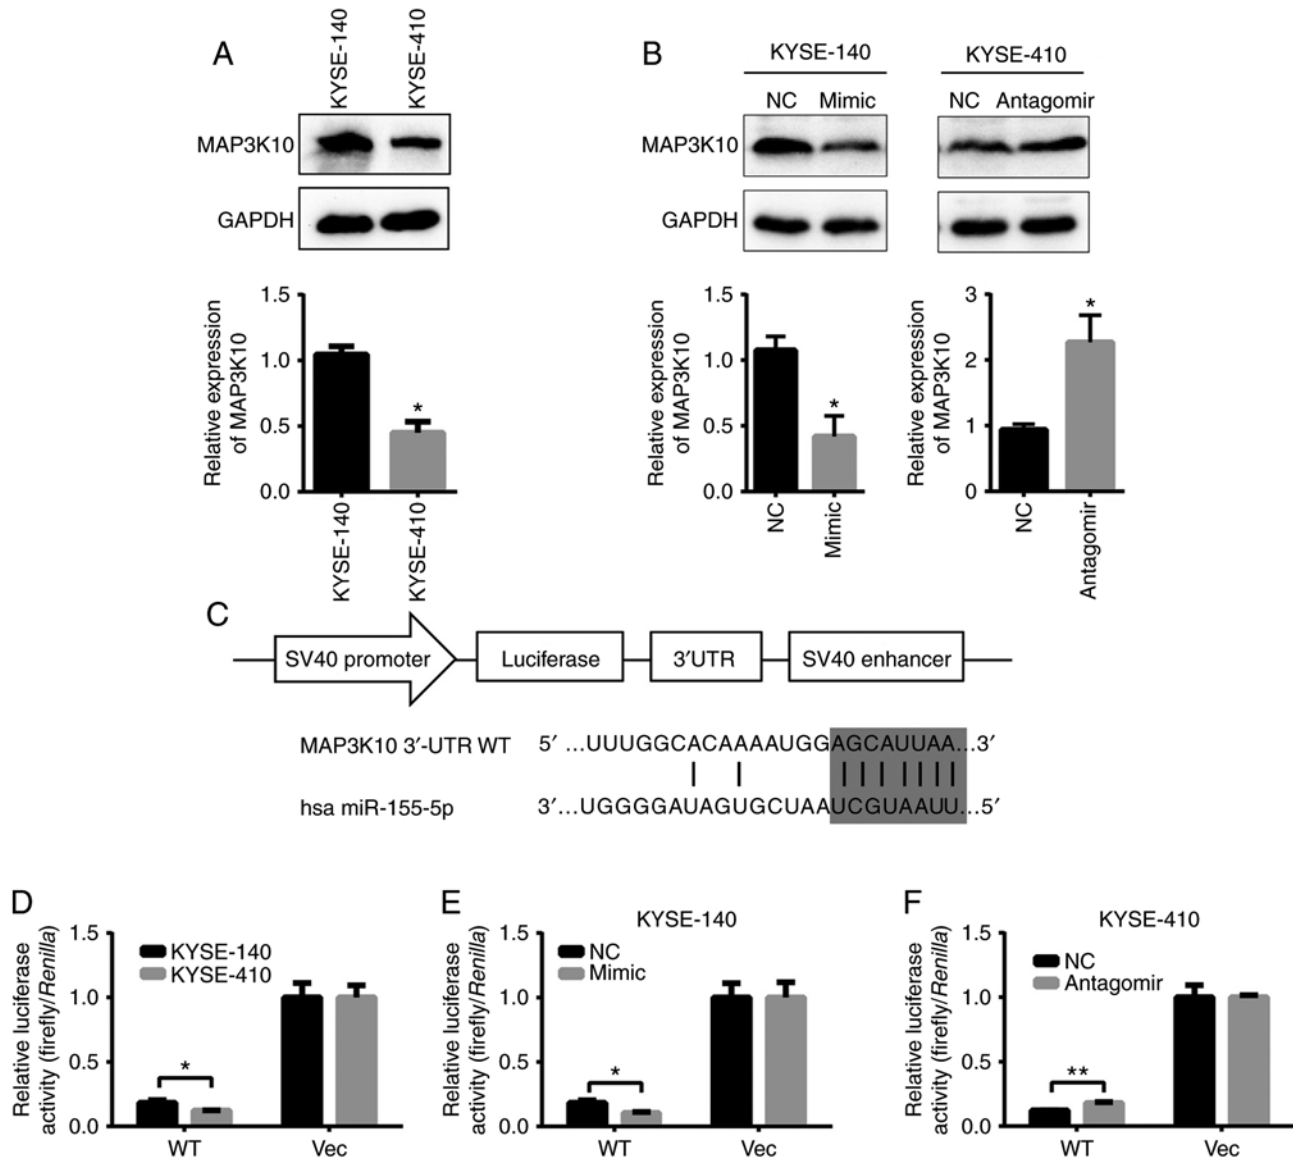 A
KYSE-140
KYSE-410
MAP3K10
GAPDH
Relative expression
of MAP3K10
1.5
1.0
0.5
0.0
KYSE-140
KYSE-410
B
KYSE-140
KYSE-410
NC Mimic
NC Antagomir
MAP3K10
GAPDH
Relative expression
of MAP3K10
1.5
1.0
0.5
0.0
*
NC
Mimic
Relative expression
of MAP3K10
3
2
1
0
*
NC
Antagomir
*
C
SV40 promoter
Luciferase
3′UTR
SV40 enhancer
MAP3K10 3′-UTR WT 5′ ...UUUGGCACAAAAUGGAGCAUUAA...3′
hsa miR-155-5p 3′...UGGGGAUAGUGCUAAUCGUAAUU...5′
D
Relative luciferase
activity (firefly/Renilla)
1.5
1.0
0.5
0.0
KYSE-140
KYSE-410
*
WT Vec
E
KYSE-140
Relative luciferase
activity (firefly/Renilla)
1.5
1.0
0.5
0.0
NC
Mimic
*
WT Vec
F
KYSE-410
Relative luciferase
activity (firefly/Renilla)
1.5
1.0
0.5
0.0
NC
Antagomir
**
WT Vec